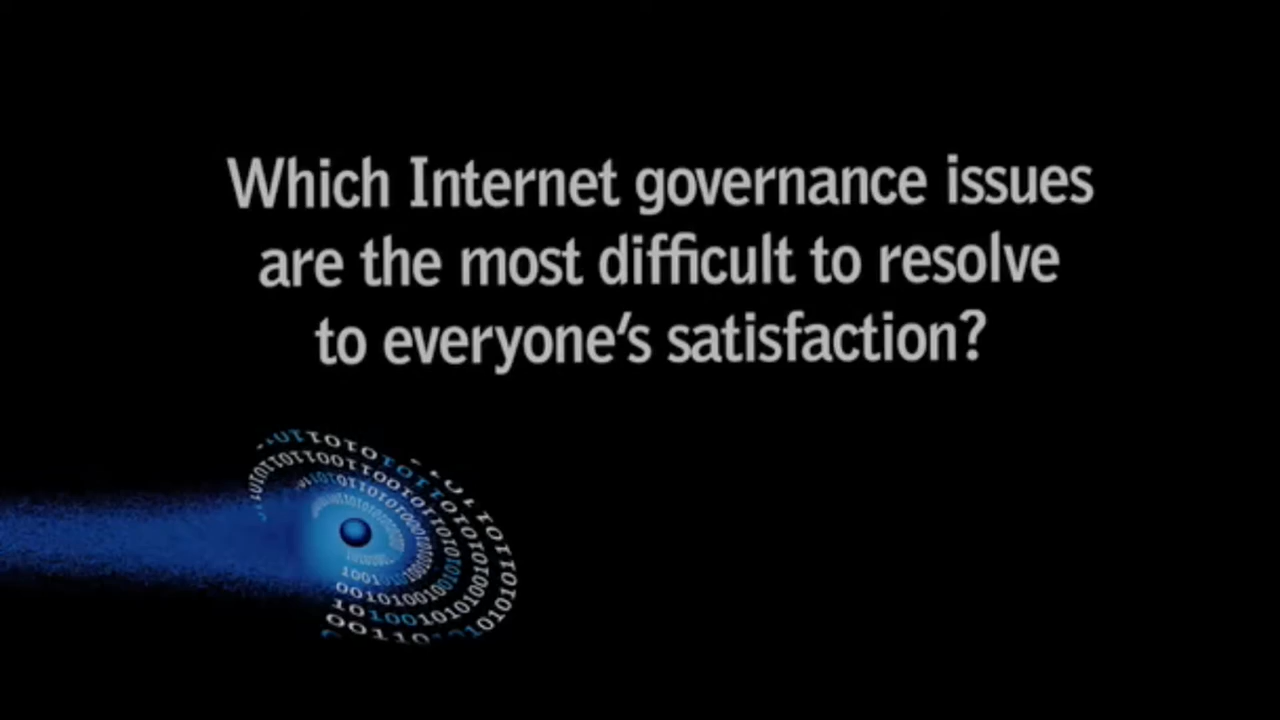 Which Internet governance issues
are the most difficult to resolve
to everyone's satisfaction?